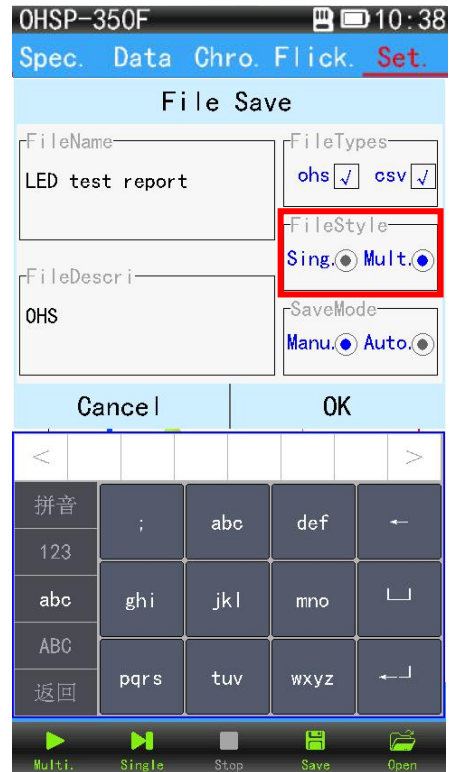 OHSP-350F 10:38
Spec. Data Chro. Flick. Set.
File Save
FileName
LED test report
FileTypes
ohs √ csv √
FileStyle
Sing. Mult.
FileDescri
OHS
SaveMode
Manu. Auto.
Cancel OK
< >
拼音
123
abc
ABC
返回
; abc def ←
ghi jkl mno
pqrs tuv wxyz
Multi. Single Stop Save Open